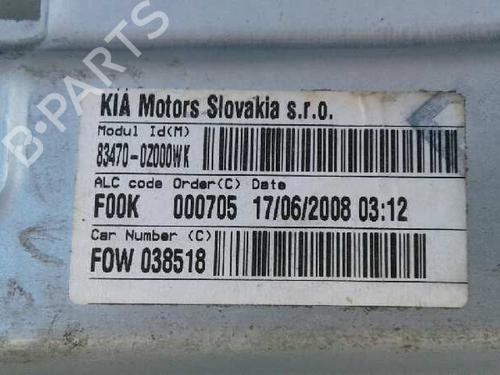 B-PARTS
KIA Motors Slovakia s.r.o.
Modul Id(M)
83470-0Z000WK
ALC code Order(C) Date
F00K 000705 17/06/2008 03:12
Car Number (C)
FOW 038518